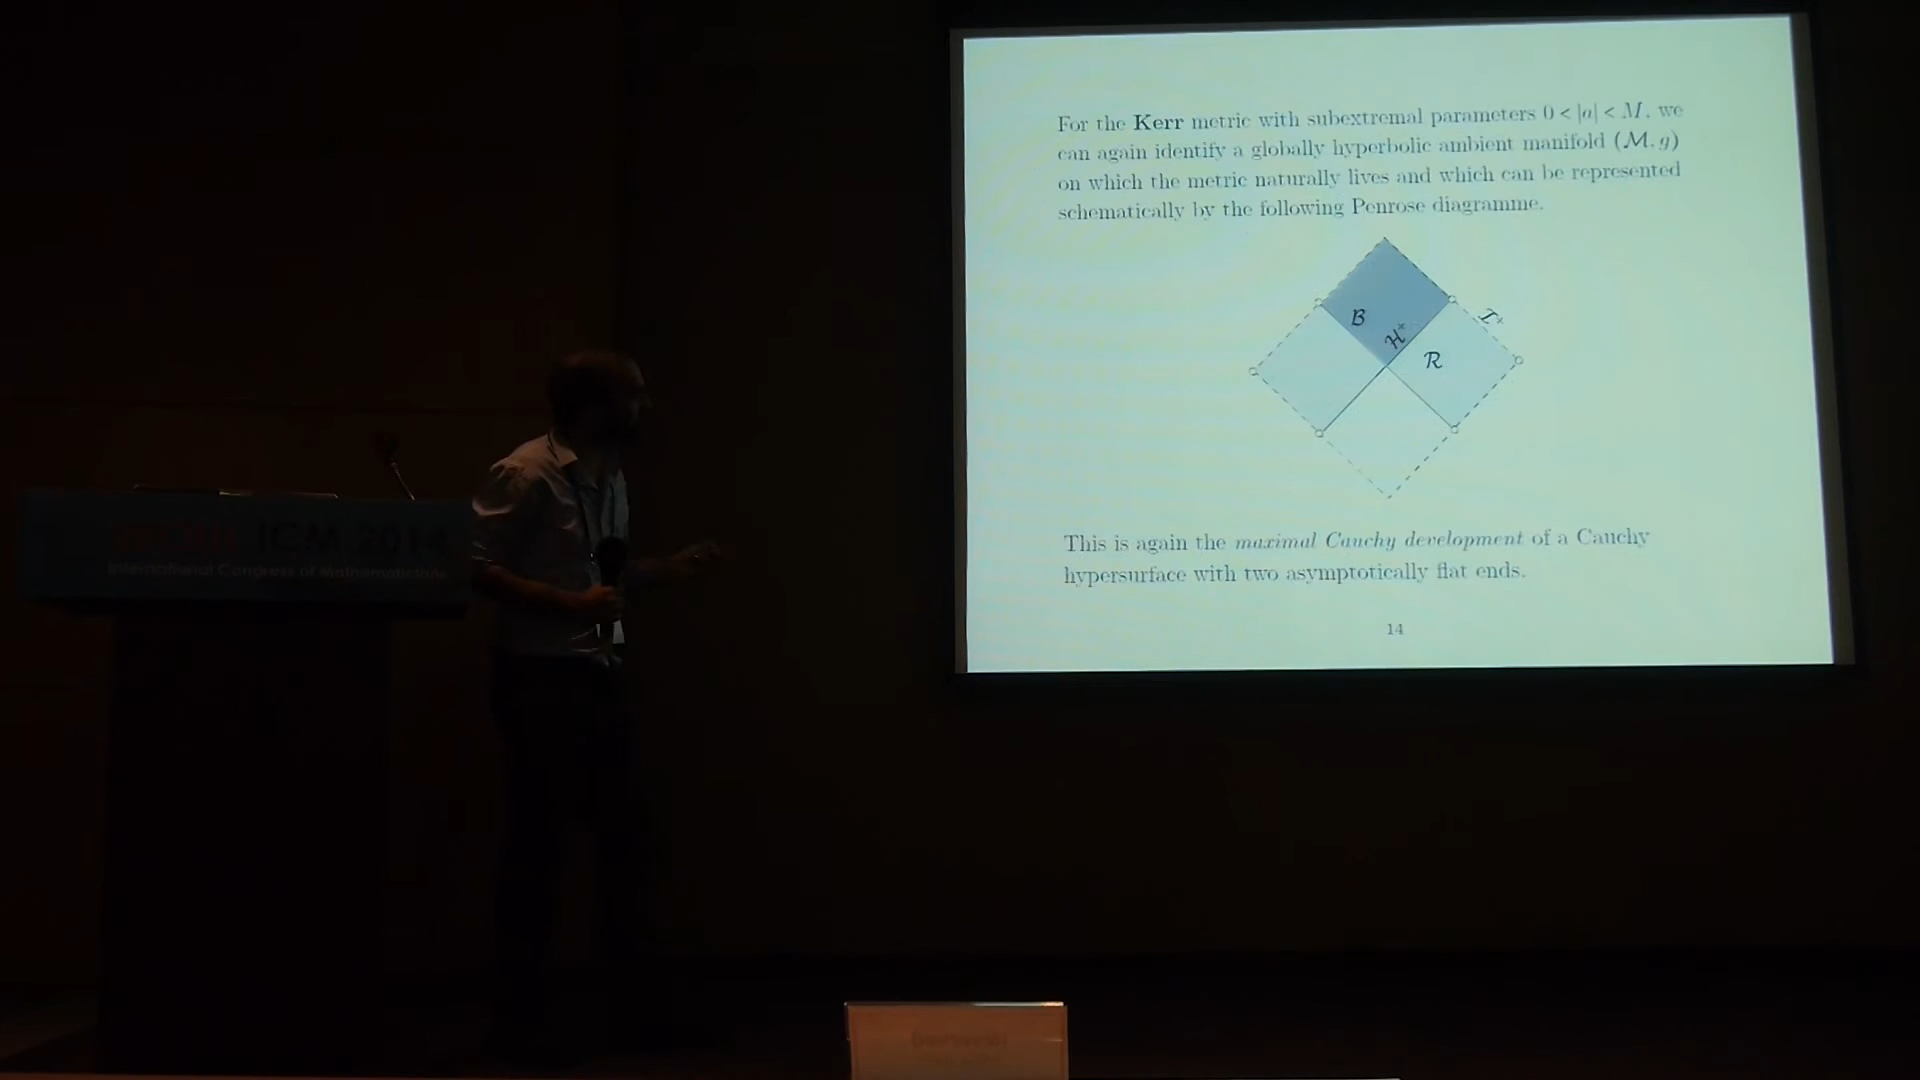 For the Kerr metric with subextremal parameters 0 < |a| < M, we
can again identify a globally hyperbolic ambient manifold (ℳ, g)
on which the metric naturally lives and which can be represented
schematically by the following Penrose diagramme.
ℬ
ℋ⁺
ℐ⁺
ℛ
This is again the maximal Cauchy development of a Cauchy
hypersurface with two asymptotically flat ends.
14
ICM 2014
International Congress of Mathematicians